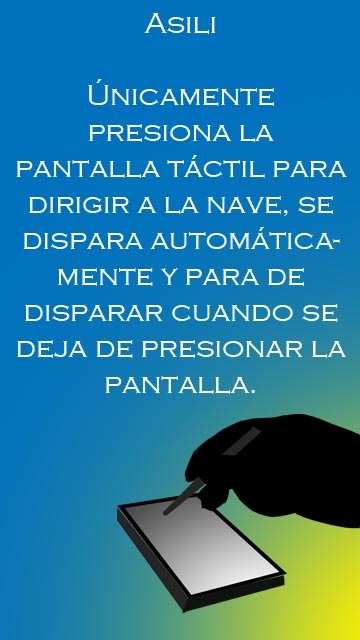 Asili
Únicamente
presiona la
pantalla táctil para
dirigir a la nave, se
dispara automática-
mente y para de
disparar cuando se
deja de presionar la
pantalla.